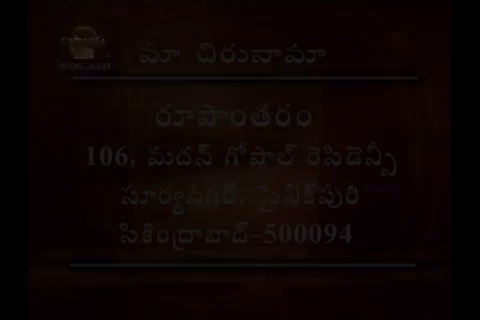 మా చిరునామా
రూపాంతరం
106, మదన్ గోపాల్ రెసిడెన్సీ
సూర్యనగర్, సైనిక్‌పురి
సికింద్రాబాద్-500094